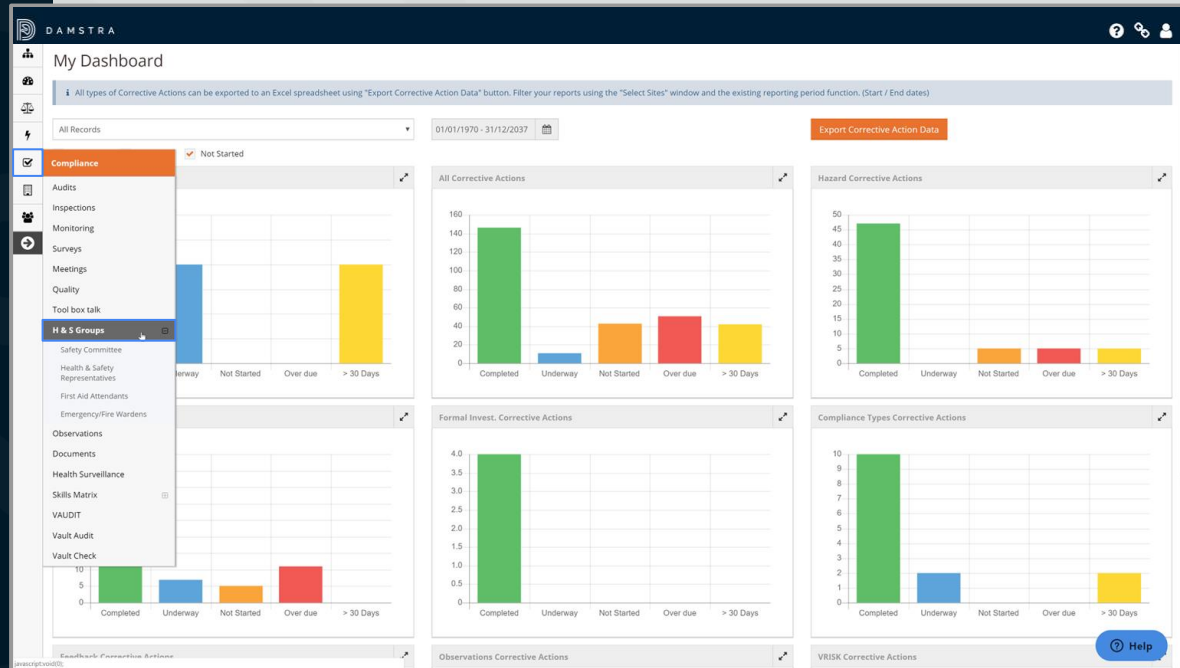 DAMSTRA
My Dashboard
i All types of Corrective Actions can be exported to an Excel spreadsheet using "Export Corrective Action Data" button. Filter your reports using the "Select Sites" window and the existing reporting period function. (Start / End dates)
All Records
01/01/1970 - 31/12/2037
Export Corrective Action Data
Not Started
Compliance
Audits
Inspections
Monitoring
Surveys
Meetings
Quality
Tool box talk
H & S Groups
Safety Committee
Health & Safety
Representatives
First Aid Attendants
Emergency/Fire Wardens
Observations
Documents
Health Surveillance
Skills Matrix
VAUDIT
Vault Audit
Vault Check
Not Started
Over due
> 30 Days
All Corrective Actions
160
140
120
100
80
60
40
20
0
Completed Underway Not Started Over due > 30 Days
Hazard Corrective Actions
50
45
40
35
30
25
20
15
10
5
0
Completed Underway Not Started Over due > 30 Days
10
5
0
Completed Underway Not Started Over due > 30 Days
Formal Invest. Corrective Actions
4.0
3.5
3.0
2.5
2.0
1.5
1.0
0.5
0
Completed Underway Not Started Over due > 30 Days
Compliance Types Corrective Actions
10
9
8
7
6
5
4
3
2
1
0
Completed Underway Not Started Over due > 30 Days
Feedback Corrective Actions
Observations Corrective Actions
VRISK Corrective Actions
Help
javascript:void(0);